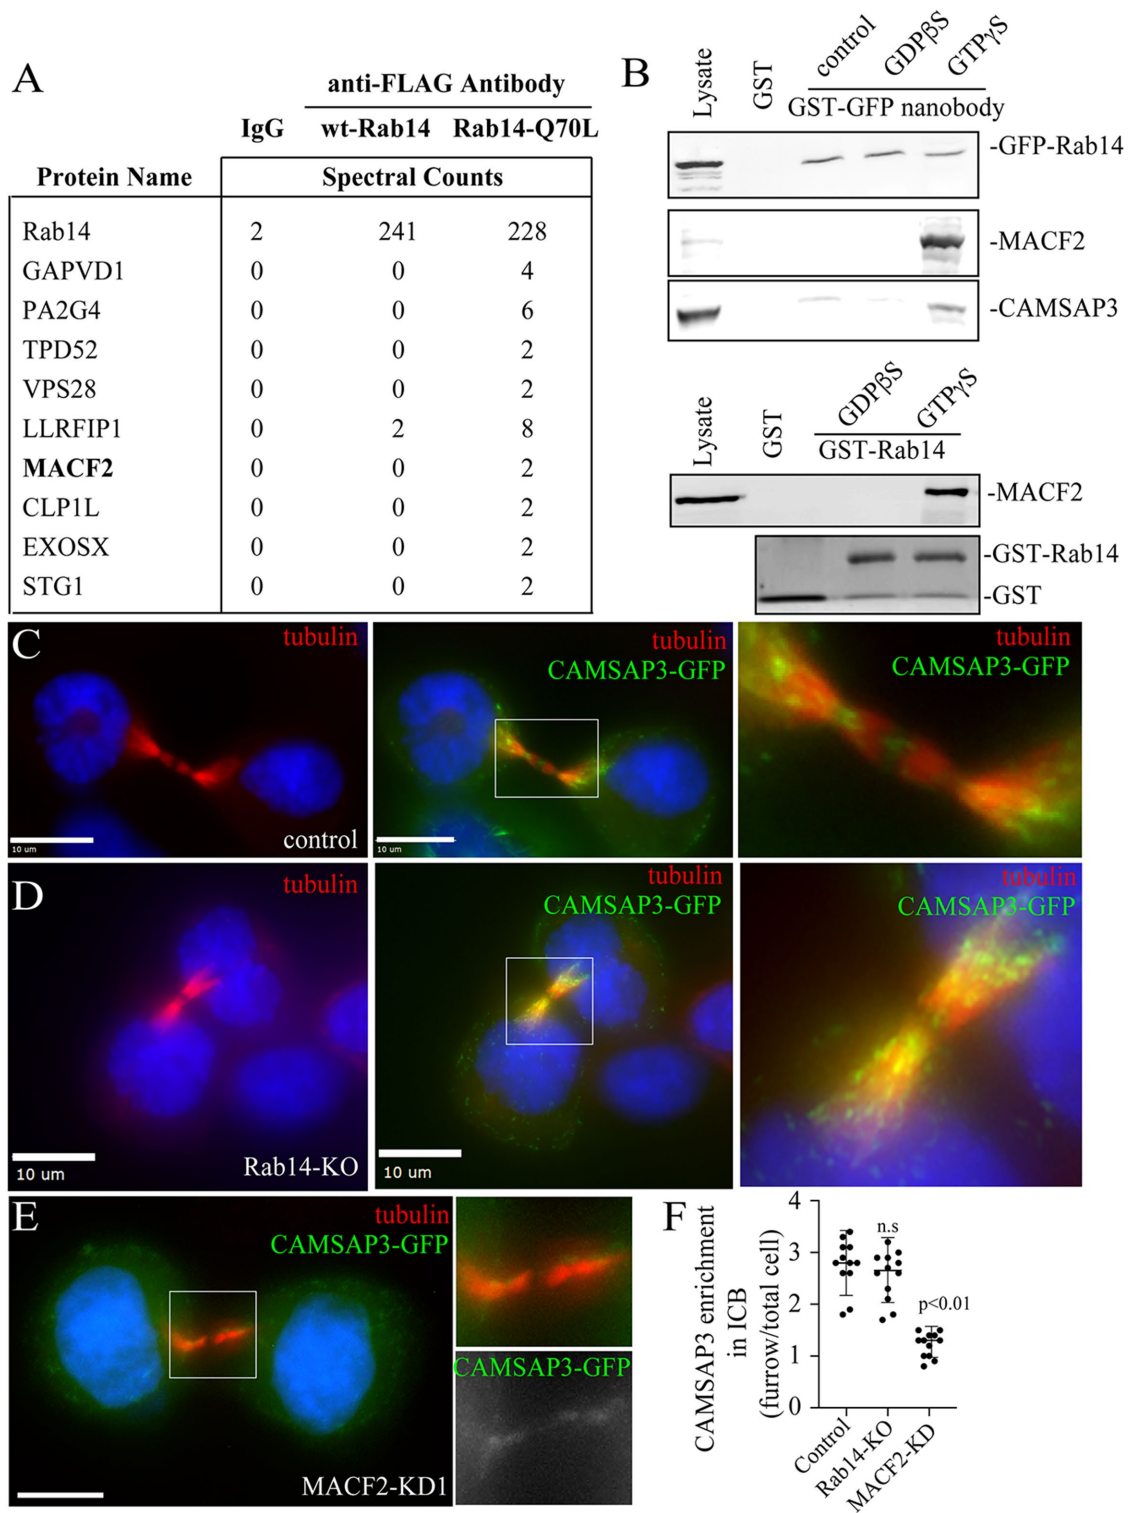 A
anti-FLAG Antibody
IgG wt-Rab14 Rab14-Q70L
Protein Name Spectral Counts
Rab14 2 241 228
GAPVD1 0 0 4
PA2G4 0 0 6
TPD52 0 0 2
VPS28 0 0 2
LLRFIP1 0 2 8
MACF2 0 0 2
CLP1L 0 0 2
EXOSX 0 0 2
STG1 0 0 2
B
Lysate GST control GDPβS GTPγS
GST-GFP nanobody
-GFP-Rab14
-MACF2
-CAMSAP3
Lysate GST GDPβS GTPγS
GST-Rab14
-MACF2
-GST-Rab14
-GST
C
tubulin
10 um
control
tubulin
CAMSAP3-GFP
10 um
tubulin
CAMSAP3-GFP
D
tubulin
10 um
Rab14-KO
tubulin
CAMSAP3-GFP
10 um
tubulin
CAMSAP3-GFP
E
tubulin
CAMSAP3-GFP
MACF2-KD1
CAMSAP3-GFP
F
CAMSAP3 enrichment
in ICB
(furrow/total cell)
4
3
2
1
0
n.s
p<0.01
Control
Rab14-KO
MACF2-KD